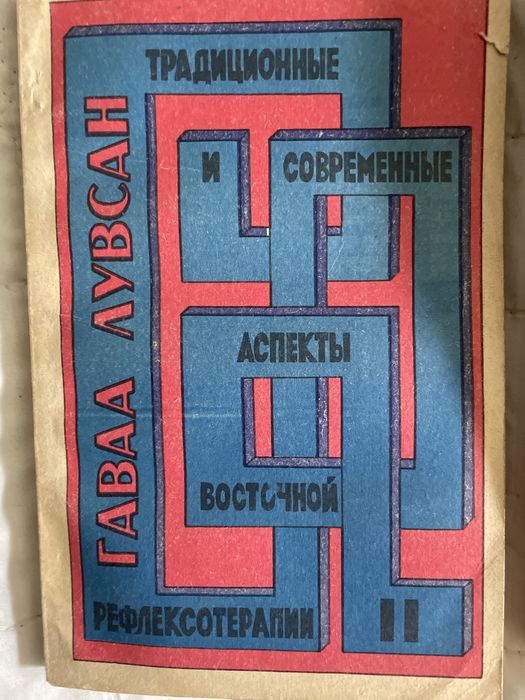 ГАВАА ЛУВСАН
ТРАДИЦИОННЫЕ
И СОВРЕМЕННЫЕ
АСПЕКТЫ
ВОСТОЧНОЙ
РЕФЛЕКСОТЕРАПИИ II